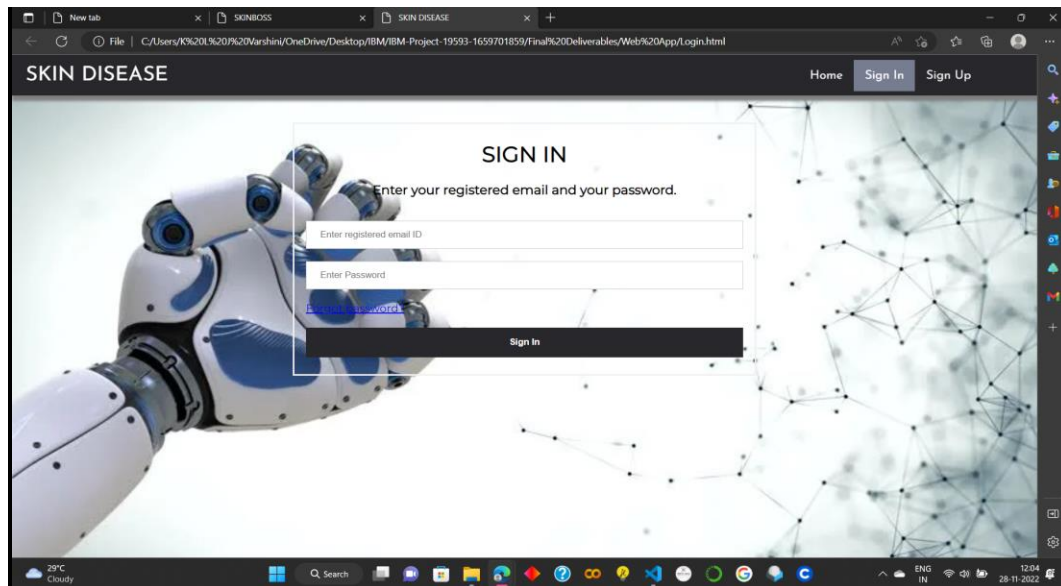 New tab
SKINBOSS
SKIN DISEASE
File | C:/Users/K%20L%20J%20Varshini/OneDrive/Desktop/IBM/IBM-Project-19593-1659701859/Final%20Deliverables/Web%20App/Login.html
SKIN DISEASE
Home Sign In Sign Up
SIGN IN
Enter your registered email and your password.
Enter registered email ID
Enter Password
Forgot password
Sign In
29°C
Cloudy
Search
ENG
IN
12:04
28-11-2022